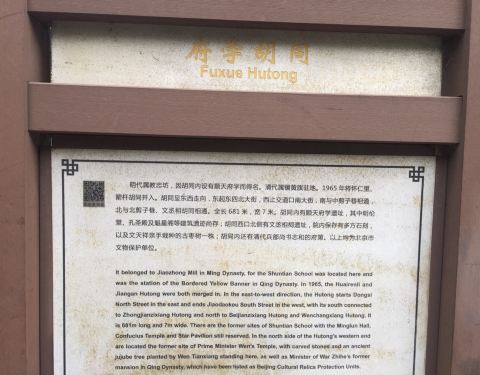 府学胡同
Fuxue Hutong
明代属教忠坊，因胡同内设有顺天府学而得名。清代属镶黄旗驻地。1965年将怀仁里、
箭杆胡同并入。胡同呈东西走向，东起东四北大街，西止交道口南大街，南与中剪子巷相通，
北与北剪子巷、文丞相胡同相通。全长681米，宽7米。胡同内有顺天府学遗址，其中明伦
堂、孔圣殿及魁星阁等建筑遗迹尚存；胡同西口北侧有文丞相遗址，院内保存有多方石刻，
以及文天祥亲手栽种的古枣树一株；胡同内还有清代兵部尚书志和的府第。以上均为北京市
文物保护单位。
It belonged to Jiaozhong Mill in Ming Dynasty, for the Shuntian School was located here and
was the station of the Bordered Yellow Banner in Qing Dynasty. In 1965, the Huairenli and
Jiangan Hutong were both merged in. In the east-to-west direction, the Hutong starts Dongsi
North Street in the east and ends Jiaodaokou South Street in the west, with its south connected
to Zhongjianzixiang Hutong and north to Beijianzixiang Hutong and Wenchangxiang Hutong. It
is 681m long and 7m wide. There are the former sites of Shuntian School with the Minglun Hall,
Confucius Temple and Star Pavilion still reserved. In the north side of the Hutong's western end
are located the former site of Prime Minister Wen's Temple, with carved stones and an ancient
jujube tree planted by Wen Tianxiang standing here, as well as Minister of War Zhihe's former
mansion in Qing Dynasty, which have been listed as Beijing Cultural Relics Protection Units.